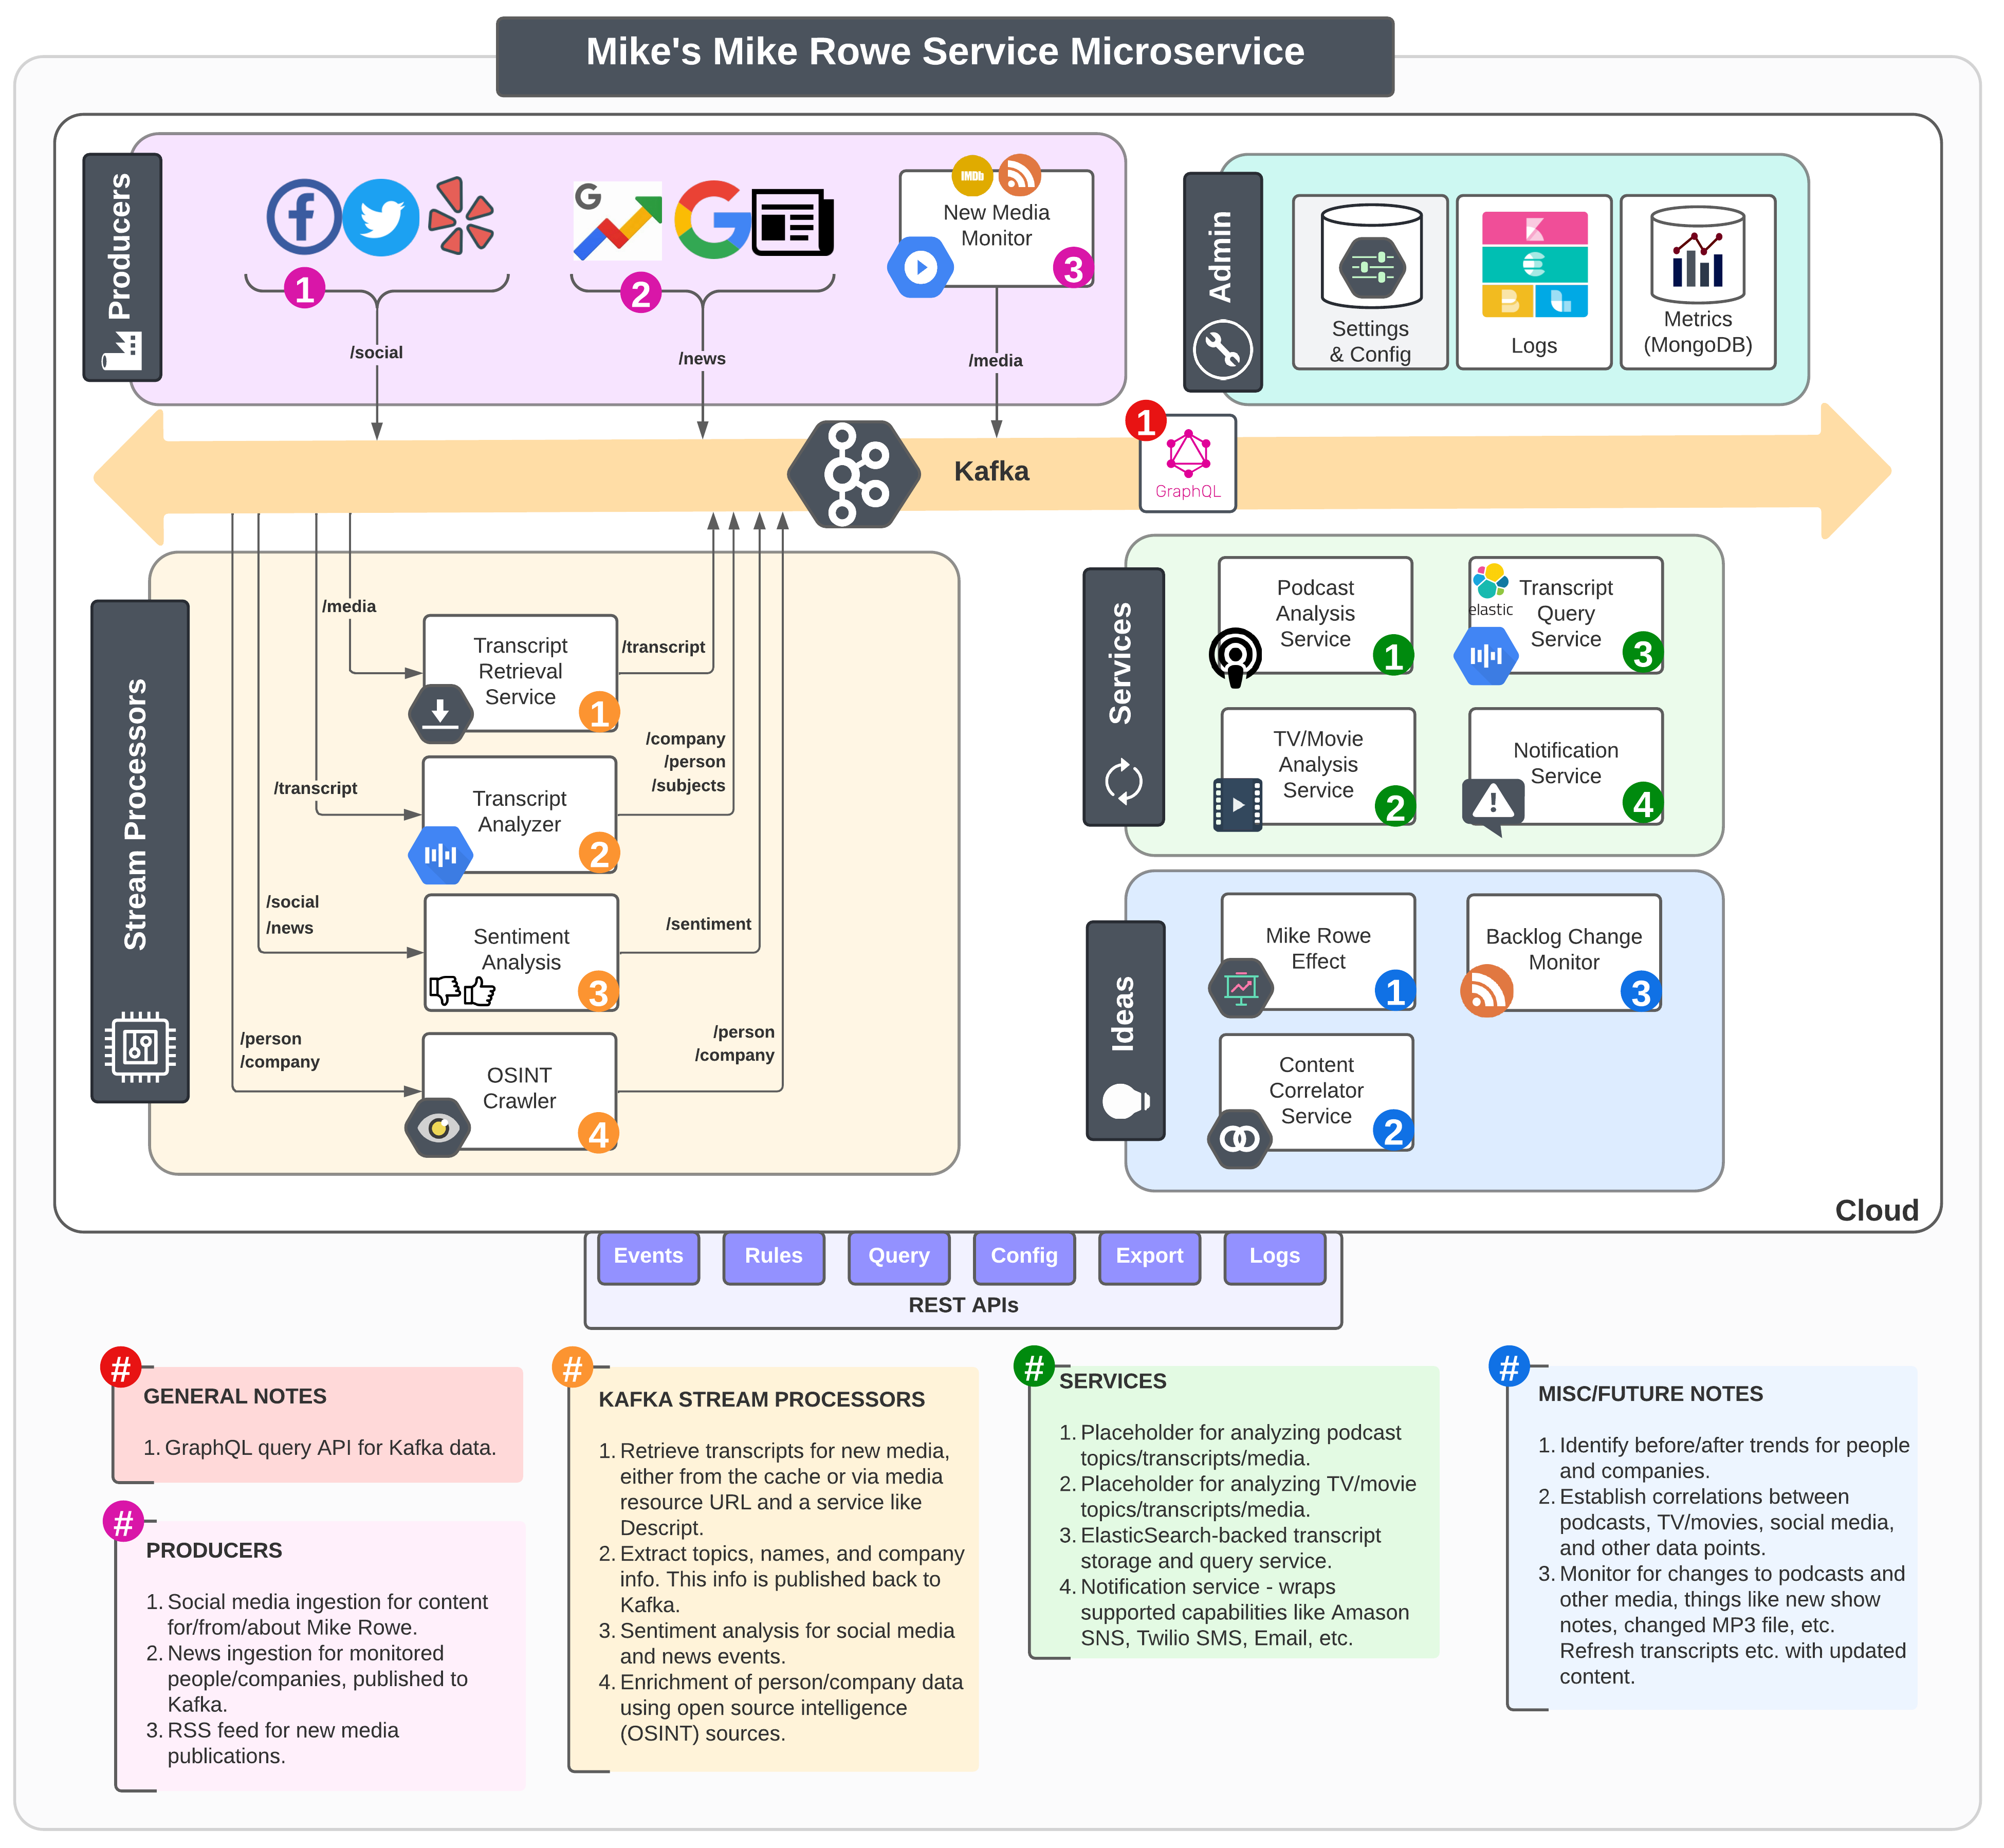 Mike's Mike Rowe Service Microservice
Producers
1
/social
G
2
/news
IMDb
New Media
Monitor
3
/media
Admin
Settings
& Config
K
E
B
L
Logs
Metrics
(MongoDB)
Kafka
1
GraphQL
Stream Processors
/media
Transcript
Retrieval
Service
1
/transcript
/transcript
Transcript
Analyzer
2
/company
/person
/subjects
/social
/news
Sentiment
Analysis
3
/sentiment
/person
/company
OSINT
Crawler
4
/person
/company
Services
Podcast
Analysis
Service
1
elastic
Transcript
Query
Service
3
TV/Movie
Analysis
Service
2
Notification
Service
4
Ideas
Mike Rowe
Effect
1
Backlog Change
Monitor
3
Content
Correlator
Service
2
Cloud
Events
Rules
Query
Config
Export
Logs
REST APIs
#
GENERAL NOTES
1. GraphQL query API for Kafka data.
#
PRODUCERS
1. Social media ingestion for content
for/from/about Mike Rowe.
2. News ingestion for monitored
people/companies, published to
Kafka.
3. RSS feed for new media
publications.
#
KAFKA STREAM PROCESSORS
1. Retrieve transcripts for new media,
either from the cache or via media
resource URL and a service like
Descript.
2. Extract topics, names, and company
info. This info is published back to
Kafka.
3. Sentiment analysis for social media
and news events.
4. Enrichment of person/company data
using open source intelligence
(OSINT) sources.
#
SERVICES
1. Placeholder for analyzing podcast
topics/transcripts/media.
2. Placeholder for analyzing TV/movie
topics/transcripts/media.
3. ElasticSearch-backed transcript
storage and query service.
4. Notification service - wraps
supported capabilities like Amason
SNS, Twilio SMS, Email, etc.
#
MISC/FUTURE NOTES
1. Identify before/after trends for people
and companies.
2. Establish correlations between
podcasts, TV/movies, social media,
and other data points.
3. Monitor for changes to podcasts and
other media, things like new show
notes, changed MP3 file, etc.
Refresh transcripts etc. with updated
content.